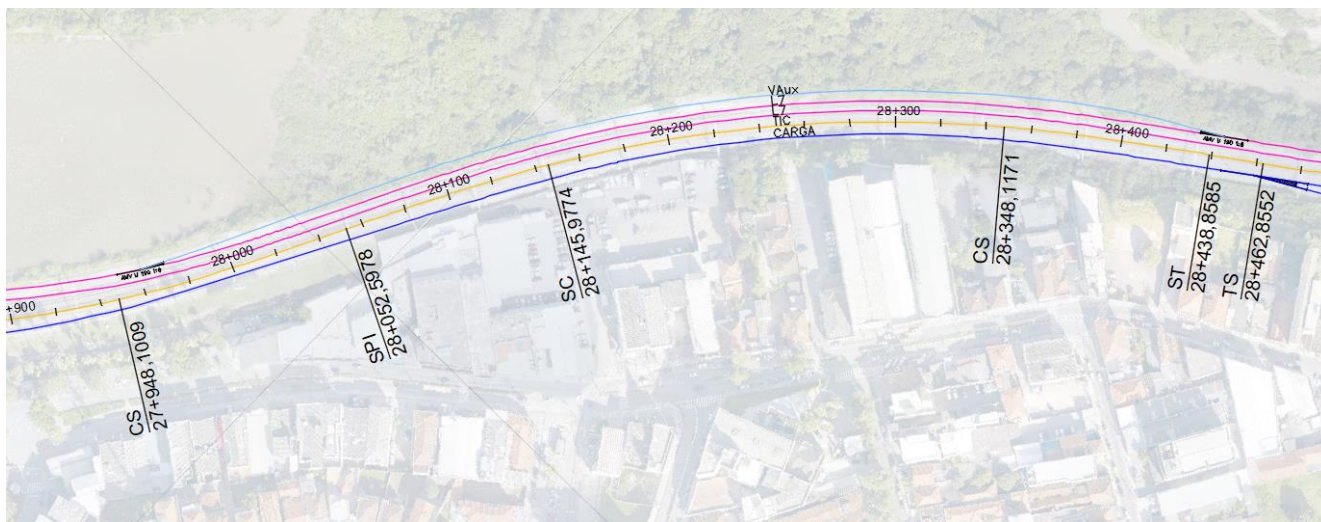 VAux
L7
L7
TIC
CARGA
+900
28+000
28+100
28+200
28+300
28+400
CS
27+948,1009
SPI
28+052,5978
SC
28+145,9774
CS
28+348,1171
ST
28+438,8585
TS
28+462,8552